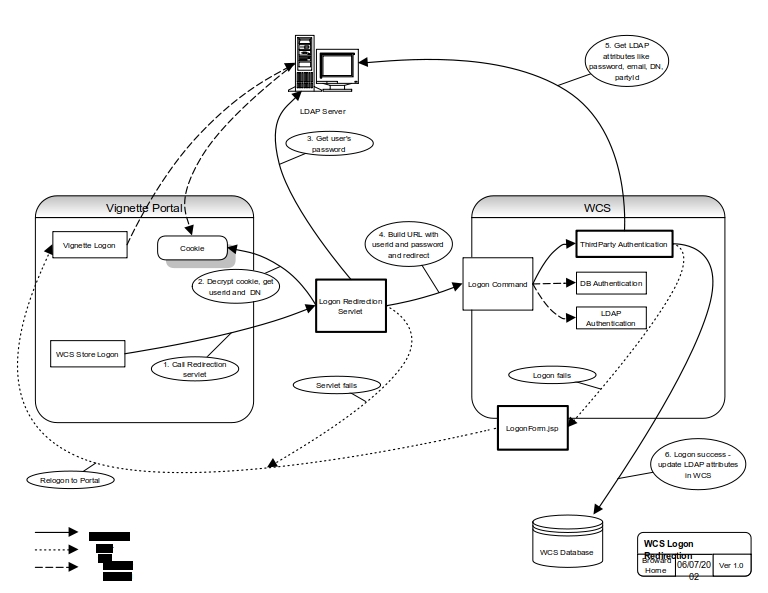 5. Get LDAP
attributes like
password, email, DN,
partyId
LDAP Server
3. Get user's
password
Vignette Portal
WCS
Vignette Logon
Cookie
4. Build URL with
userid and password
and redirect
ThirdParty Authentication
2. Decrypt cookie, get
userid and DN
Logon Redirection
Servlet
Logon Command
DB Authentication
LDAP
Authentication
WCS Store Logon
1. Call Redirection
servlet
Servlet fails
Logon fails
LogonForm.jsp
Relogon to Portal
6. Logon success -
update LDAP attributes
in WCS
WCS Database
WCS Logon
Redirection
Broward
Home
06/07/20
02
Ver 1.0